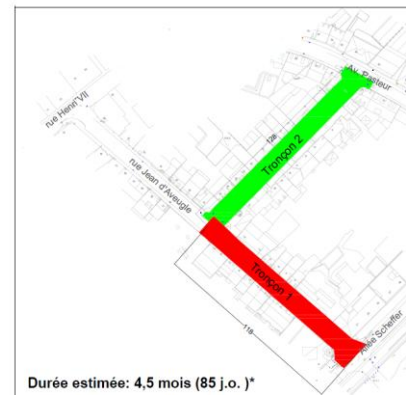 Av. Pasteur
rue Henri VII
128
Tronçon 2
rue Jean d'Aveugle
Tronçon 1
Allée Scheffer
118
Durée estimée: 4,5 mois (85 j.o. )*